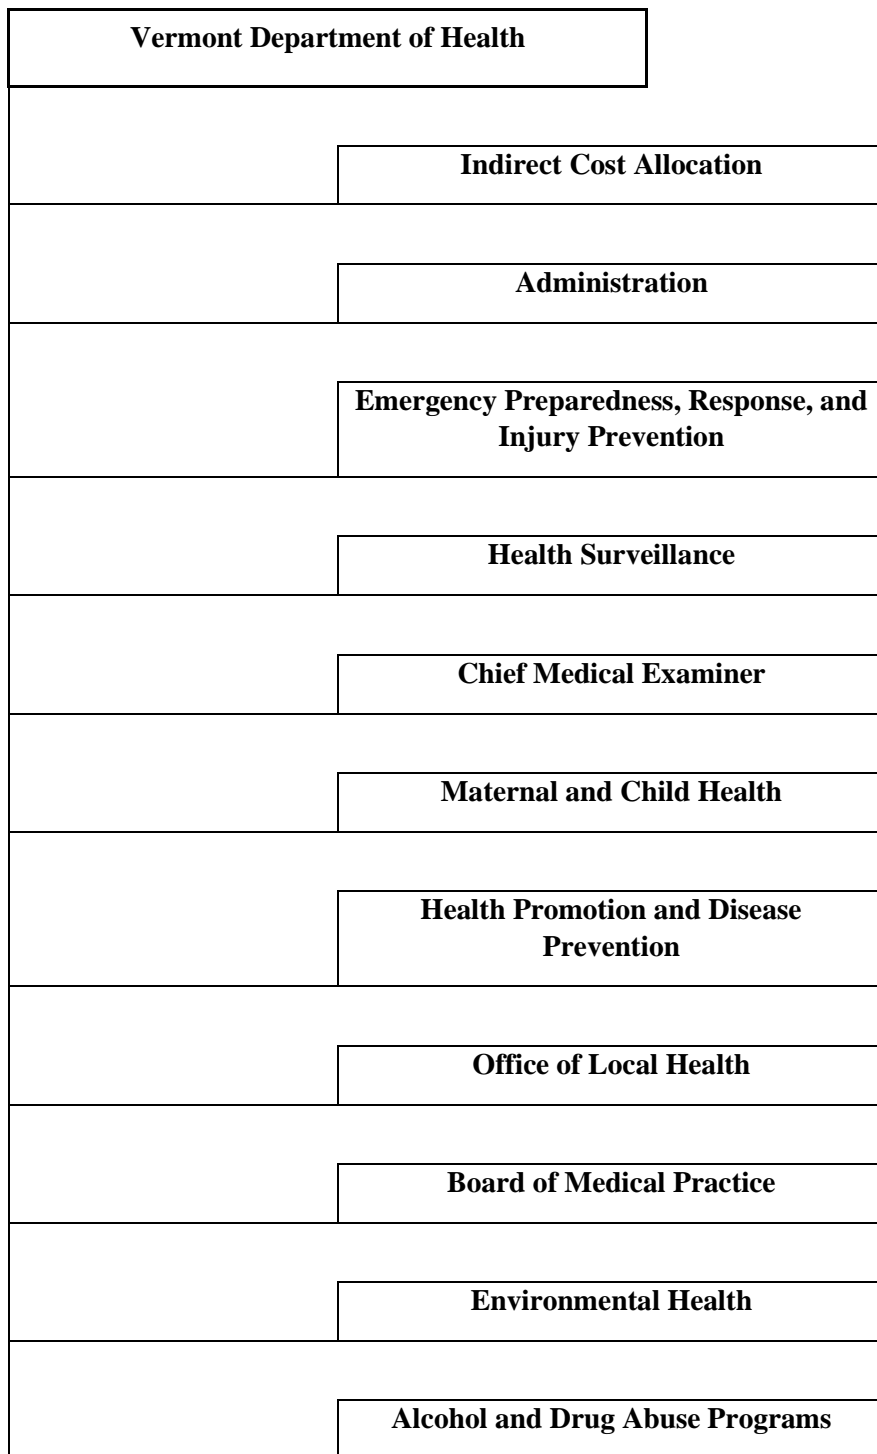 Vermont Department of Health
Indirect Cost Allocation
Administration
Emergency Preparedness, Response, and
Injury Prevention
Health Surveillance
Chief Medical Examiner
Maternal and Child Health
Health Promotion and Disease
Prevention
Office of Local Health
Board of Medical Practice
Environmental Health
Alcohol and Drug Abuse Programs